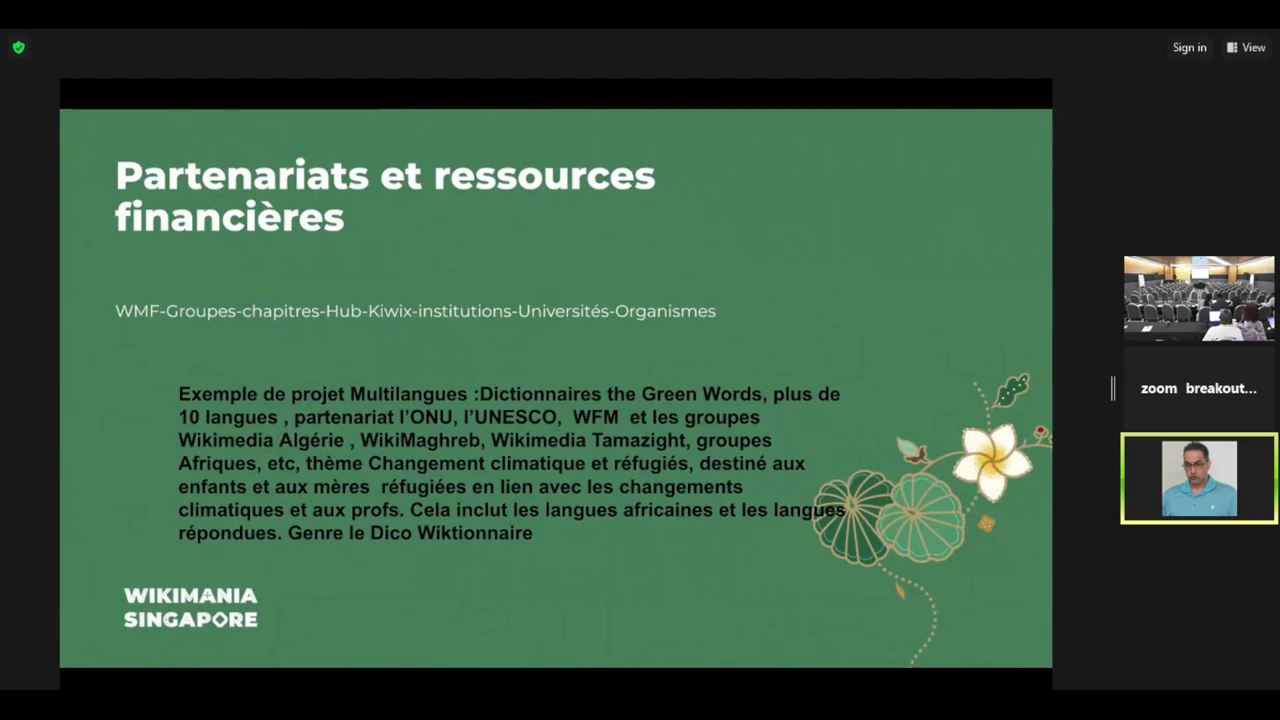 Sign in
View
Partenariats et ressources
financières
WMF-Groupes-chapitres-Hub-Kiwix-institutions-Universités-Organismes
Exemple de projet Multilangues :Dictionnaires the Green Words, plus de
10 langues , partenariat l’ONU, l’UNESCO,  WFM  et les groupes
Wikimedia Algérie , WikiMaghreb, Wikimedia Tamazight, groupes
Afriques, etc, thème Changement climatique et réfugiés, destiné aux
enfants et aux mères  réfugiées en lien avec les changements
climatiques et aux profs. Cela inclut les langues africaines et les langues
répondues. Genre le Dico Wiktionnaire
WIKIMANIA
SINGAPORE
zoom  breakout...